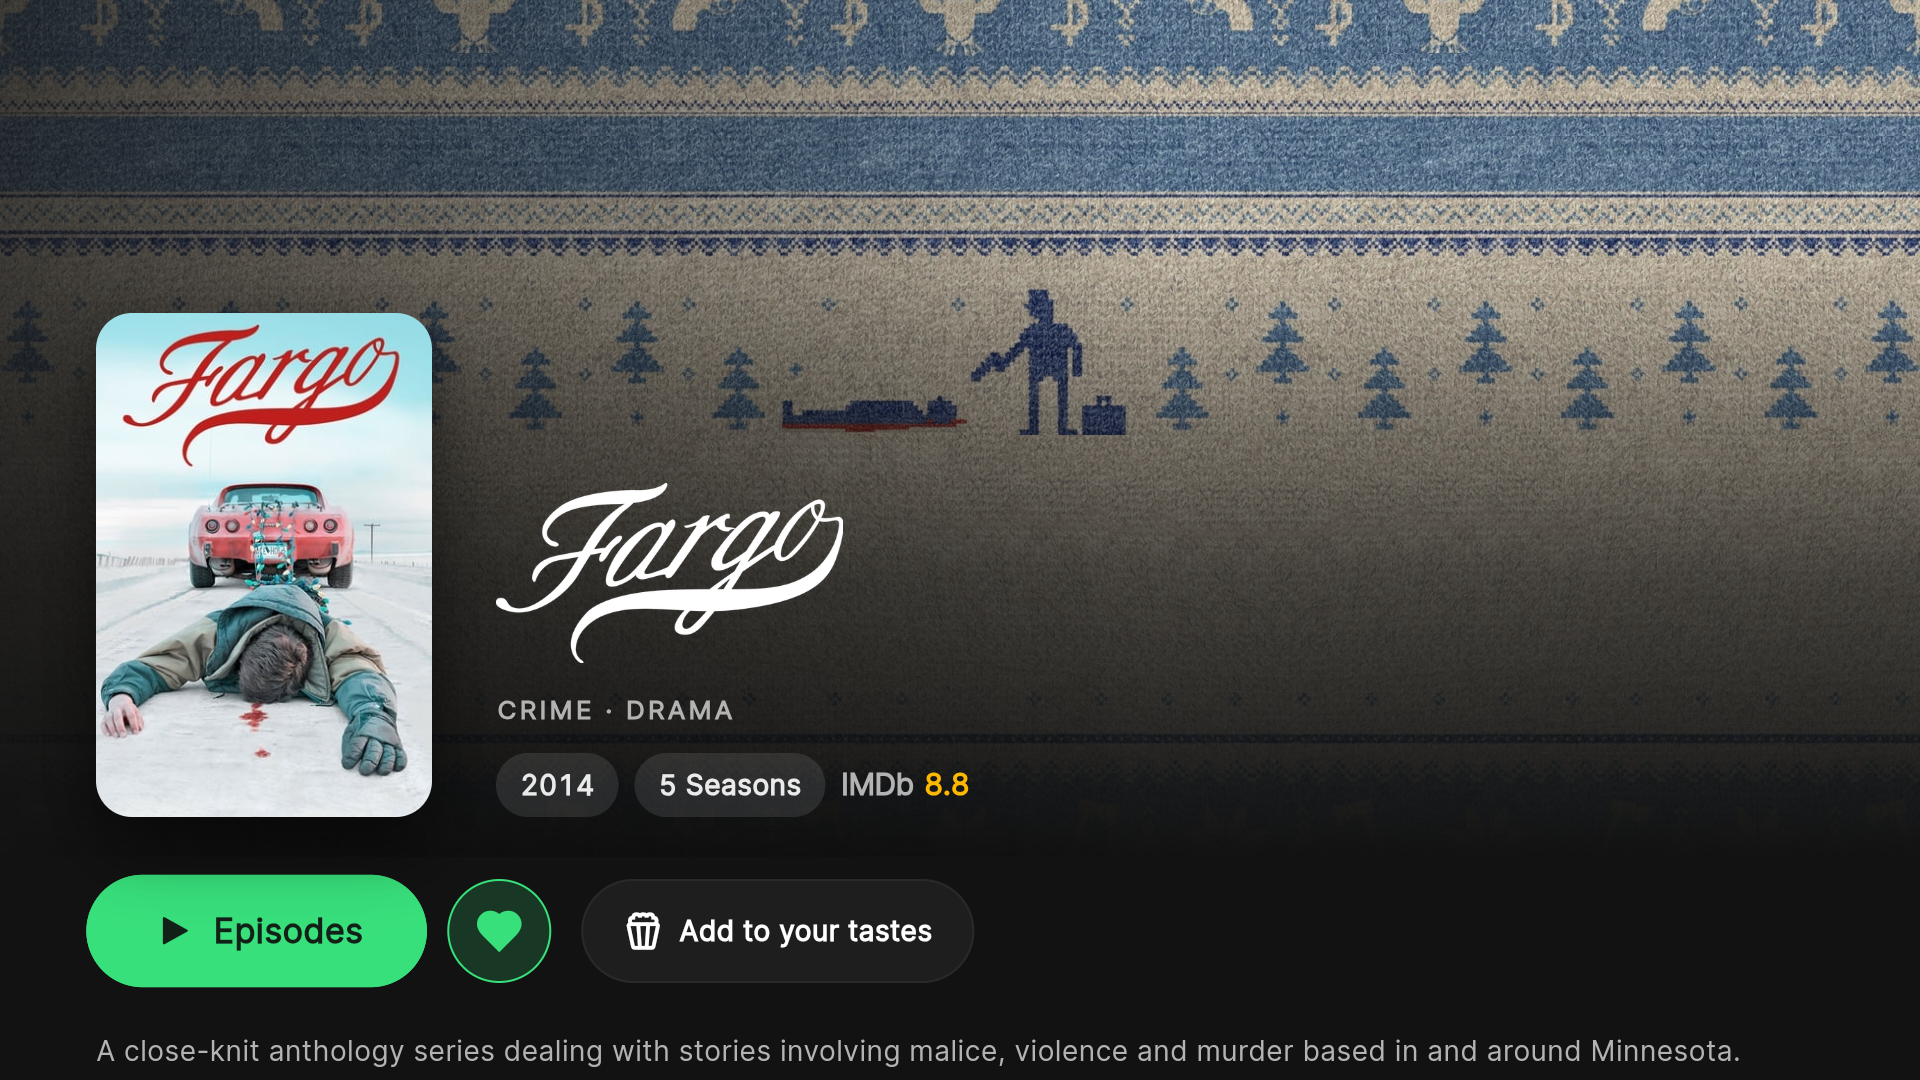 Fargo
Fargo
CRIME · DRAMA
2014
5 Seasons
IMDb 8.8
Episodes
Add to your tastes
A close-knit anthology series dealing with stories involving malice, violence and murder based in and around Minnesota.